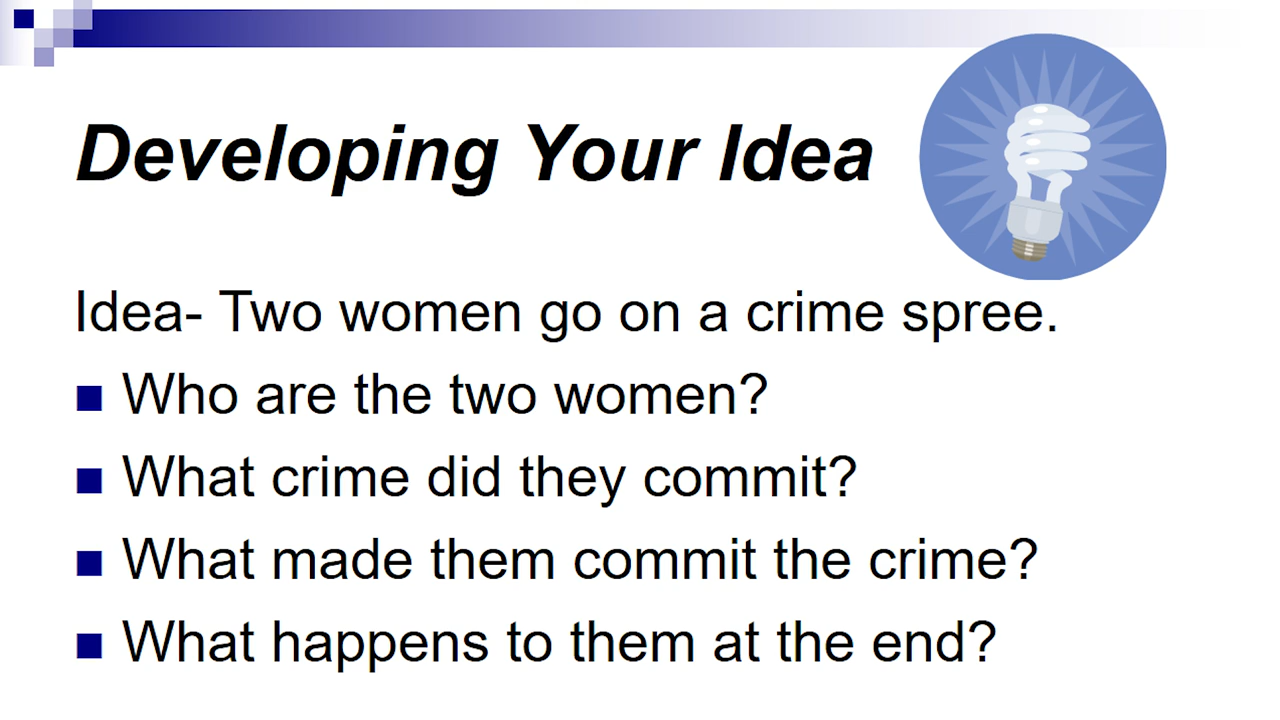 Developing Your Idea
Idea- Two women go on a crime spree.
Who are the two women?
What crime did they commit?
What made them commit the crime?
What happens to them at the end?